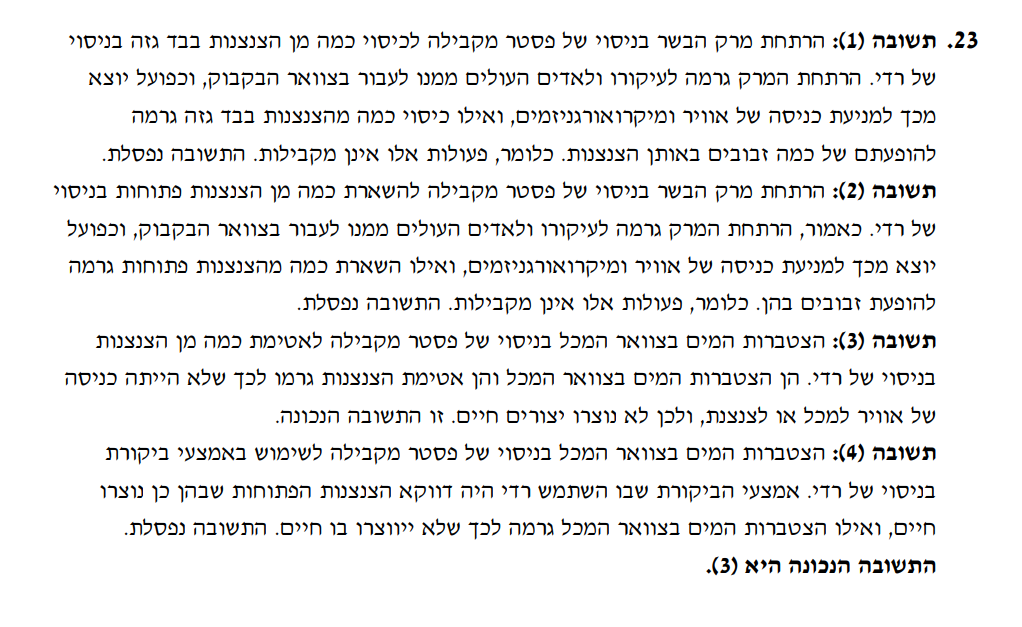 23. תשובה (1): הרתחת מרק הבשר בניסוי של פסטר מקבילה לכיסוי כמה מן הצנצנות בבד גזה בניסוי
של רדי. הרתחת המרק גרמה לעיקורו ולאדים העולים ממנו לעבור בצוואר הבקבוק, וכפועל יוצא
מכך למניעת כניסה של אוויר ומיקרואורגניזמים, ואילו כיסוי כמה מהצנצנות בבד גזה גרמה
להופעתם של כמה זבובים באותן הצנצנות. כלומר, פעולות אלו אינן מקבילות. התשובה נפסלת.
תשובה (2): הרתחת מרק הבשר בניסוי של פסטר מקבילה להשארת כמה מן הצנצנות פתוחות בניסוי
של רדי. כאמור, הרתחת המרק גרמה לעיקורו ולאדים העולים ממנו לעבור בצוואר הבקבוק, וכפועל
יוצא מכך למניעת כניסה של אוויר ומיקרואורגניזמים, ואילו השארת כמה מהצנצנות פתוחות גרמה
להופעת זבובים בהן. כלומר, פעולות אלו אינן מקבילות. התשובה נפסלת.
תשובה (3): הצטברות המים בצוואר המכל בניסוי של פסטר מקבילה לאטימת כמה מן הצנצנות
בניסוי של רדי. הן הצטברות המים בצוואר המכל והן אטימת הצנצנות גרמו לכך שלא הייתה כניסה
של אוויר למכל או לצנצנת, ולכן לא נוצרו יצורים חיים. זו התשובה הנכונה.
תשובה (4): הצטברות המים בצוואר המכל בניסוי של פסטר מקבילה לשימוש באמצעי ביקורת
בניסוי של רדי. אמצעי הביקורת שבו השתמש רדי היה דווקא הצנצנות הפתוחות שבהן כן נוצרו
חיים, ואילו הצטברות המים בצוואר המכל גרמה לכך שלא ייווצרו בו חיים. התשובה נפסלת.
התשובה הנכונה היא (3).